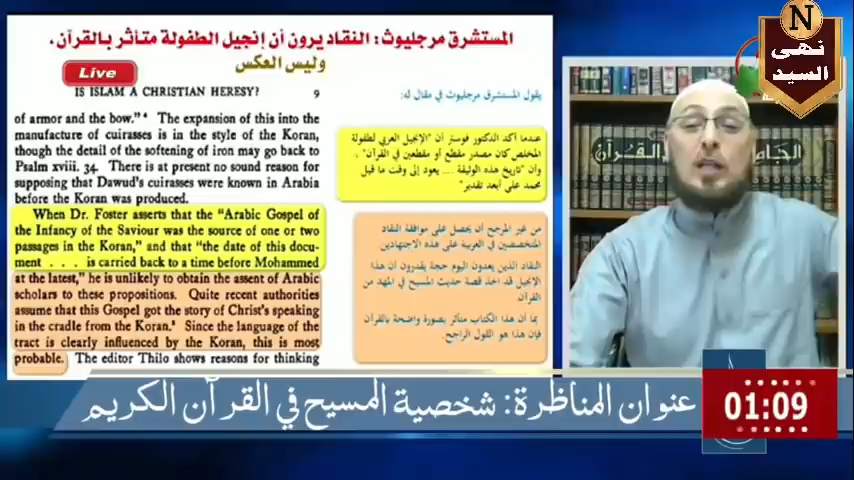 المستشرق مرجليوث: النقاد يرون أن إنجيل الطفولة متأثر بالقرآن.
وليس العكس
Live
IS ISLAM A CHRISTIAN HERESY? 9
of armor and the bow."⁴ The expansion of this into the
manufacture of cuirasses is in the style of the Koran,
though the detail of the softening of iron may go back to
Psalm xviii. 34. There is at present no sound reason for
supposing that Dawud's cuirasses were known in Arabia
before the Koran was produced.
When Dr. Foster asserts that the "Arabic Gospel of
the Infancy of the Saviour was the source of one or two
passages in the Koran," and that "the date of this docu-
ment . . . is carried back to a time before Mohammed
at the latest," he is unlikely to obtain the assent of Arabic
scholars to these propositions. Quite recent authorities
assume that this Gospel got the story of Christ's speaking
in the cradle from the Koran.⁵ Since the language of the
tract is clearly influenced by the Koran, this is most
probable. The editor Thilo shows reasons for thinking
يقول المستشرق مرجليوث في مقال له:
عندما أكد الدكتور فوستر أن "الإنجيل العربي لطفولة
المخلص كان مصدر مقطع أو مقطعين في القرآن"،
وأن "تاريخ هذه الوثيقة .... يعود إلى وقت ما قبل
محمد على أبعد تقدير"
من غير المرجح أن يحصل على موافقة النقاد
المتخصصين في العربية على هذه الاجتهادين
النقاد الذين يعدون اليوم حجة يقدرون أن هذا
الإنجيل قد أخذ قصة حديث المسيح في المهد من
القرآن
بما أن هذا الكتاب متأثر بصورة واضحة بالقرآن
فإن هذا هو القول الراجح.
N
نهى
السيد
عنوان المناظرة: شخصية المسيح في القرآن الكريم
01:09